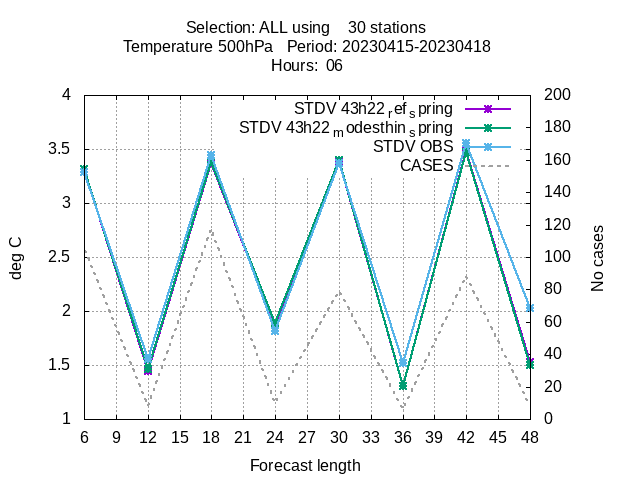 Selection: ALL using    30 stations
Temperature 500hPa   Period: 20230415-20230418
Hours:  06
4
3.5
3
2.5
2
1.5
1
deg C
STDV 43h22_ref_spring
STDV 43h22_modesthin_spring
STDV OBS
CASES
200
180
160
140
120
100
80
60
40
20
0
No cases
6 9 12 15 18 21 24 27 30 33 36 39 42 45 48
Forecast length